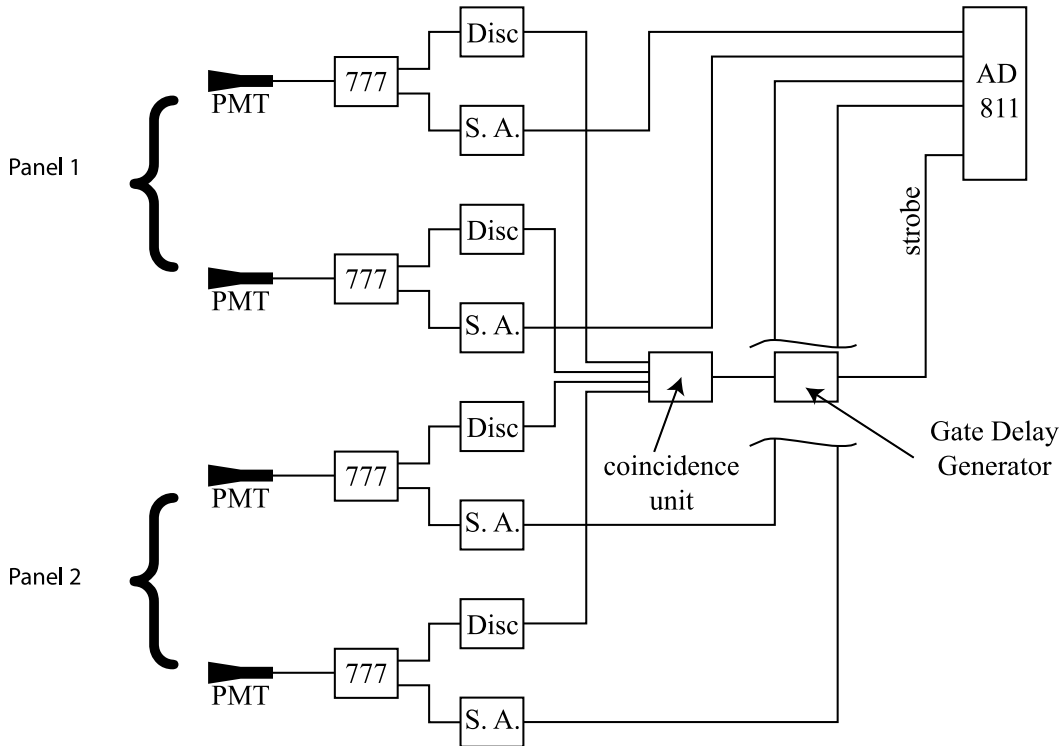 Disc
777
PMT
S. A.
AD
811
Panel 1
Disc
777
PMT
S. A.
strobe
Disc
coincidence
unit
Gate Delay
Generator
777
PMT
S. A.
Panel 2
Disc
777
PMT
S. A.